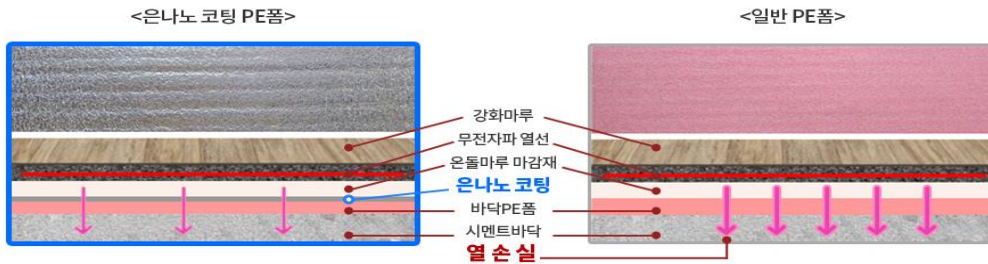 <은나노 코팅 PE폼>
<일반 PE폼>
강화마루
무전자파 열선
온돌마루 마감재
은나노 코팅
바닥PE폼
시멘트바닥
열 손 실